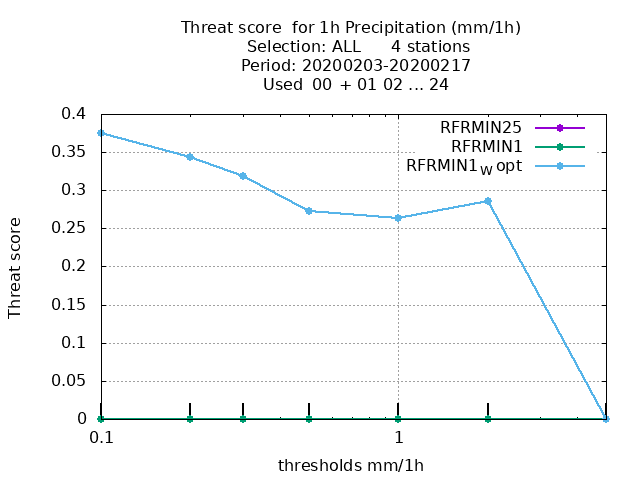 Threat score  for 1h Precipitation (mm/1h)
Selection: ALL      4 stations
Period: 20200203-20200217
Used  00 + 01 02 ... 24
RFRMIN25
RFRMIN1
RFRMIN1W opt
0.4
0.35
0.3
0.25
0.2
0.15
0.1
0.05
0
Threat score
0.1
1
thresholds mm/1h